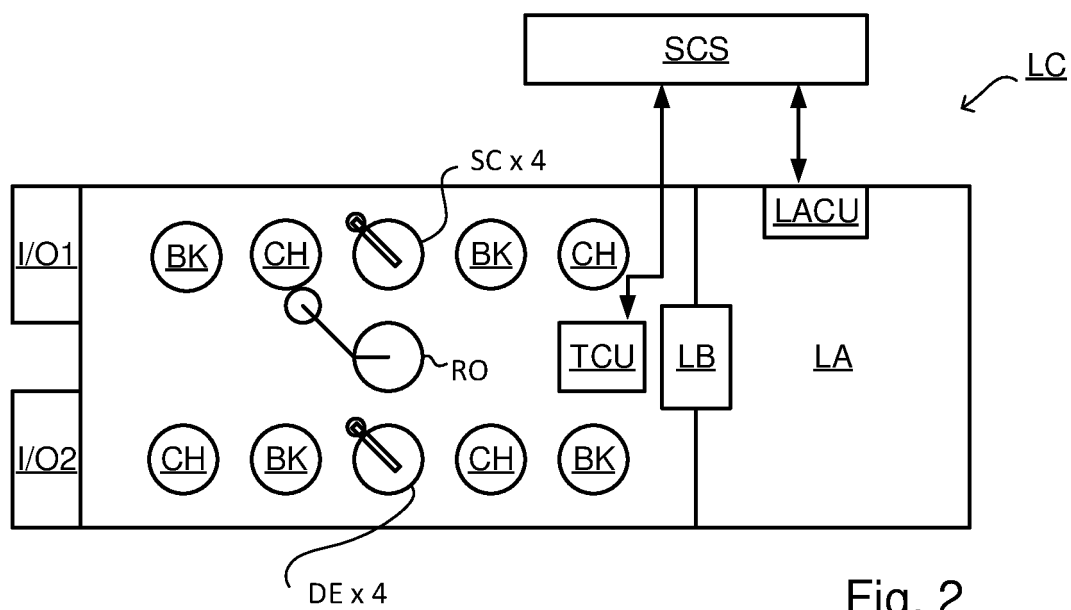 SCS
LC
SC x 4
LACU
I/O1
BK
CH
BK
CH
RO
TCU
LB
LA
I/O2
CH
BK
CH
BK
DE x 4
Fig. 2